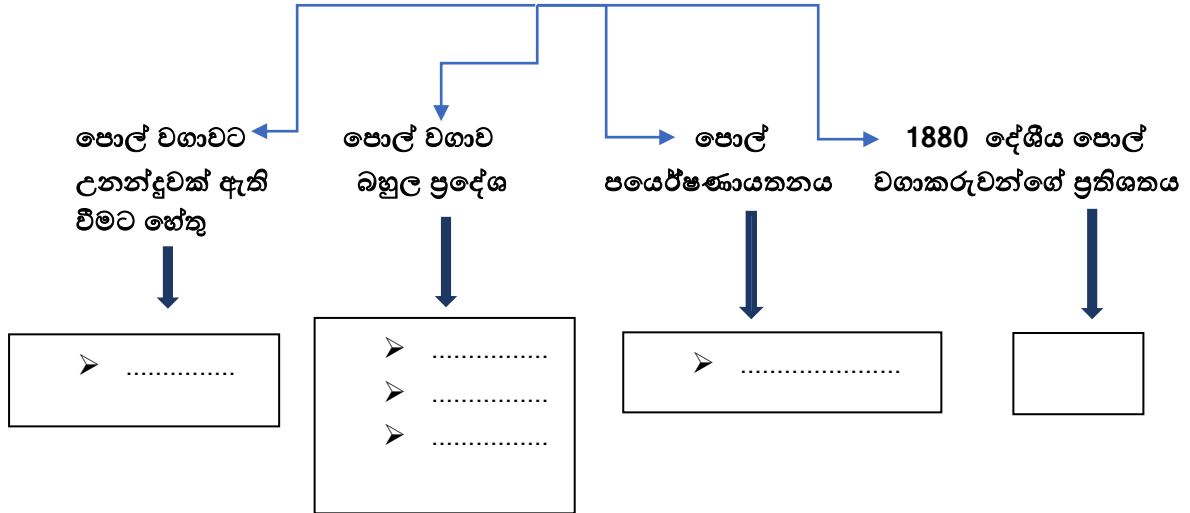 පොල් වගාවට
උනන්දුවක් ඇති
වීමට හේතු
පොල් වගාව
බහුල ප්‍රදේශ
පොල්
පයෙර්ෂණායතනය
1880 දේශීය පොල්
වගාකරුවන්ගේ ප්‍රතිශතය
➢ ...............
➢ ................
➢ ................
➢ ................
➢ ......................